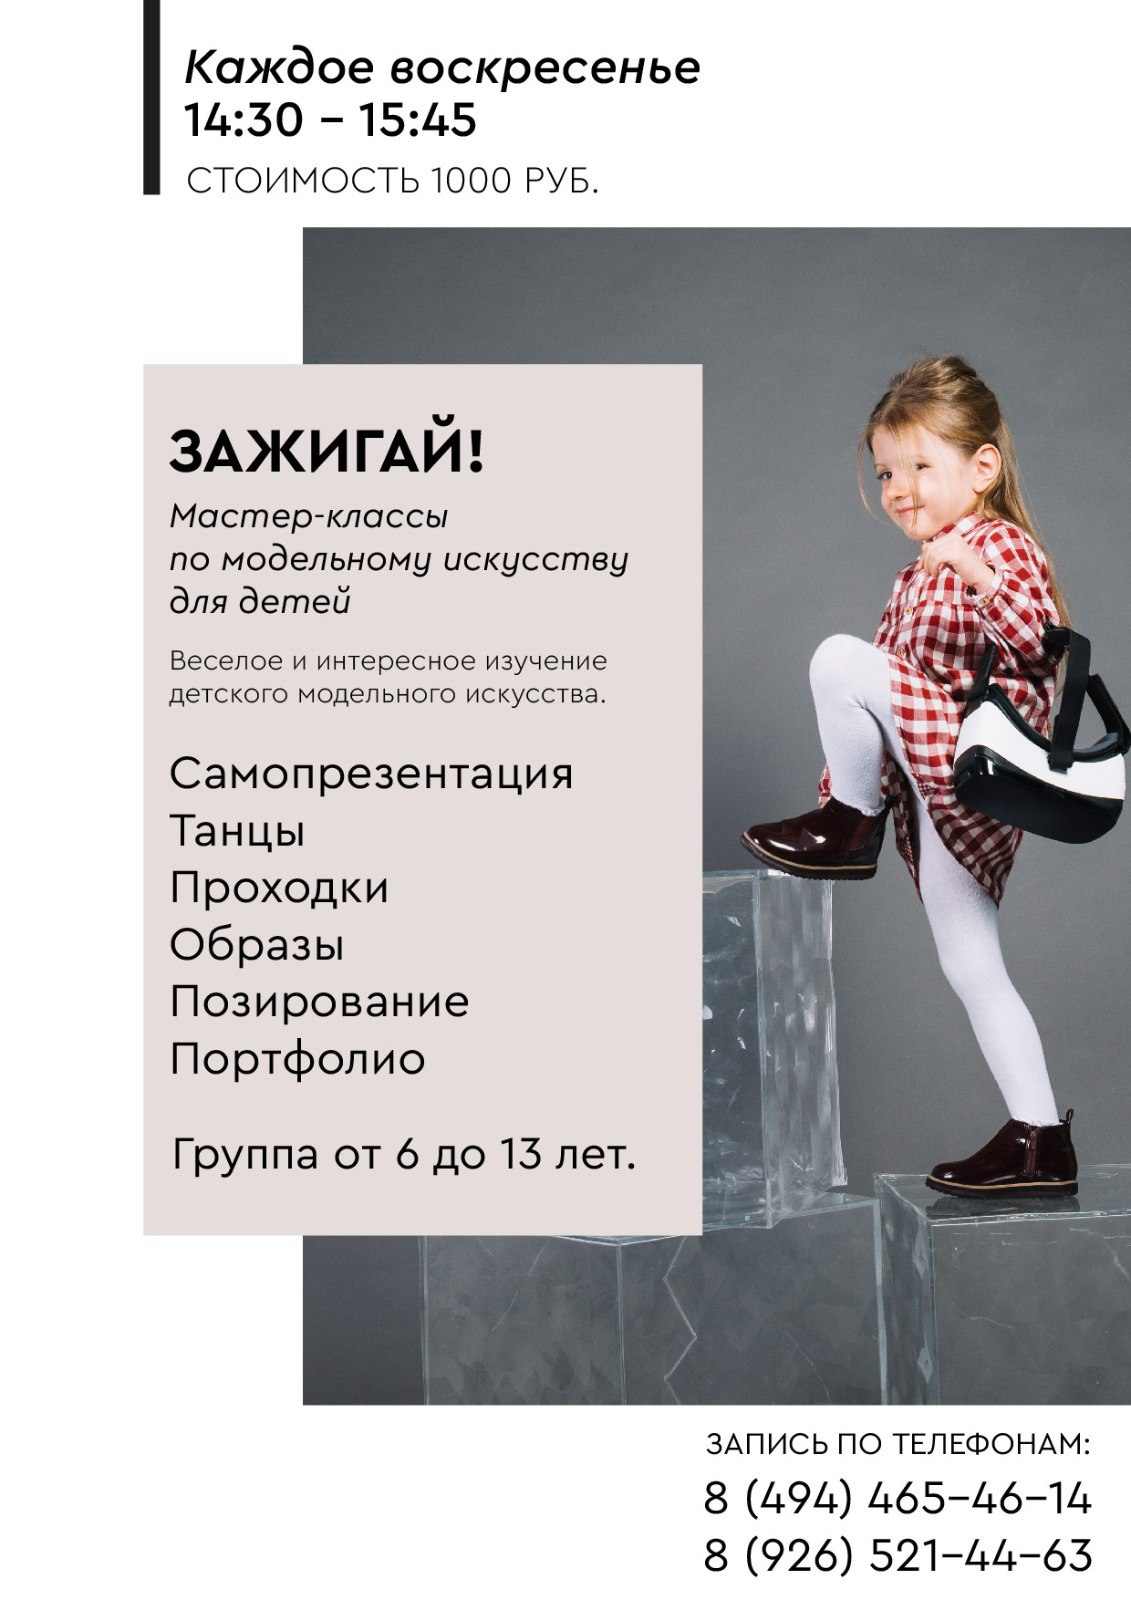 Каждое воскресенье
14:30 – 15:45
СТОИМОСТЬ 1000 РУБ.
ЗАЖИГАЙ!
Мастер-классы
по модельному искусству
для детей
Веселое и интересное изучение
детского модельного искусства.
Самопрезентация
Танцы
Проходки
Образы
Позирование
Портфолио
Группа от 6 до 13 лет.
ЗАПИСЬ ПО ТЕЛЕФОНАМ:
8 (494) 465–46–14
8 (926) 521–44–63